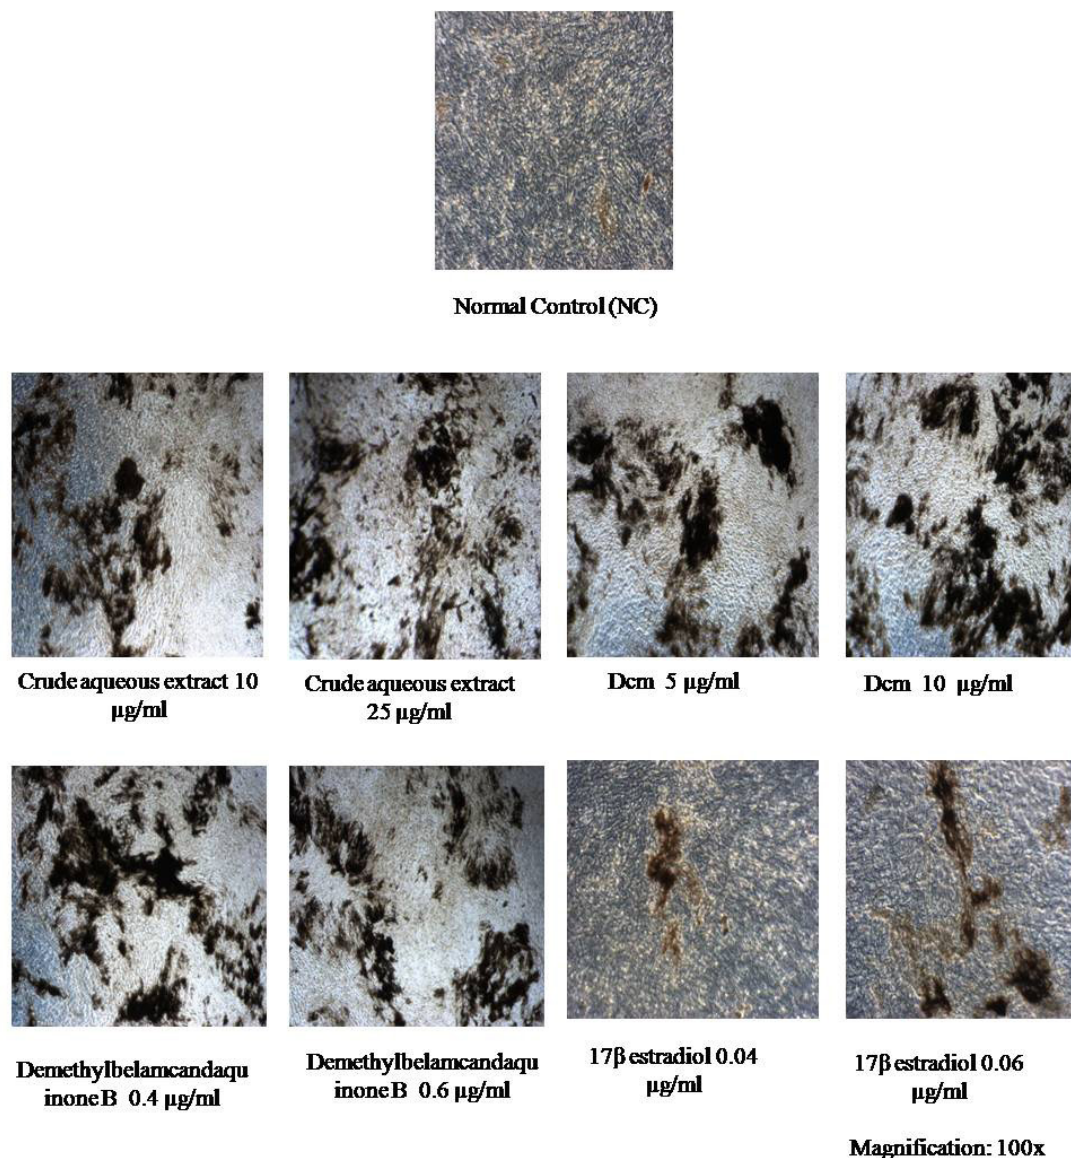 Normal Control (NC)
Crude aqueous extract 10
µg/ml
Crude aqueous extract
25 µg/ml
Dcm 5 µg/ml
Dcm 10 µg/ml
Demethylbelamcandaqu
inone B 0.4 µg/ml
Demethylbelamcandaqu
inone B 0.6 µg/ml
17β estradiol 0.04
µg/ml
17β estradiol 0.06
µg/ml
Magnification: 100x